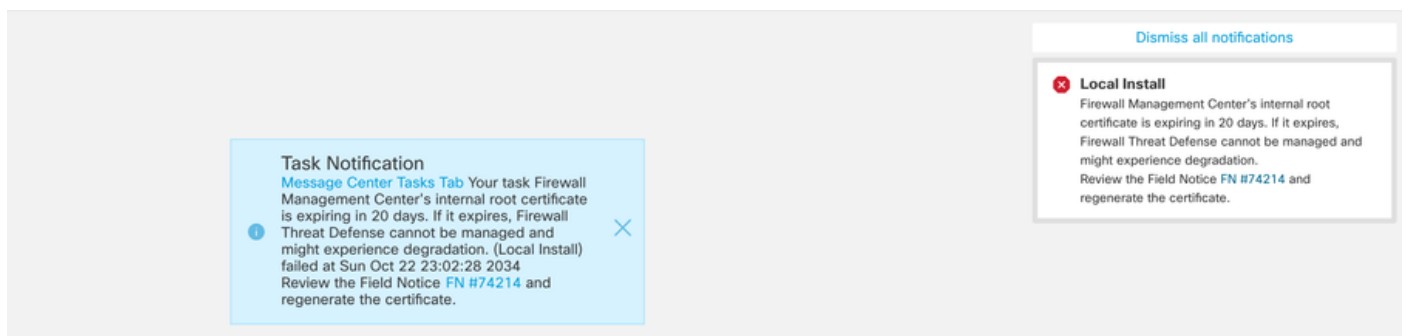 Dismiss all notifications
Local Install
Firewall Management Center's internal root
certificate is expiring in 20 days. If it expires,
Firewall Threat Defense cannot be managed and
might experience degradation.
Review the Field Notice FN #74214 and
regenerate the certificate.
Task Notification
Message Center Tasks Tab Your task Firewall
Management Center's internal root certificate
is expiring in 20 days. If it expires, Firewall
Threat Defense cannot be managed and
might experience degradation. (Local Install)
failed at Sun Oct 22 23:02:28 2034
Review the Field Notice FN #74214 and
regenerate the certificate.